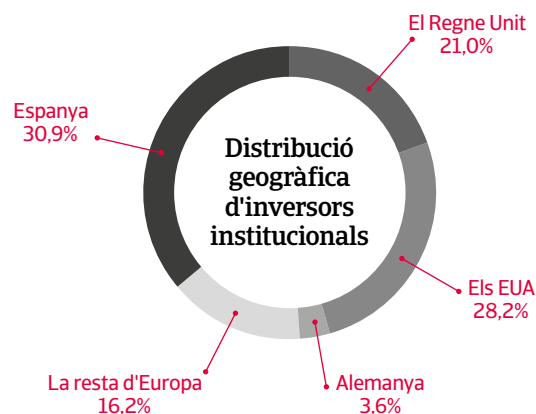 El Regne Unit
21,0%
Espanya
30,9%
Distribució
geogràfica
d'inversors
institucionals
Els EUA
28,2%
La resta d'Europa
16,2%
Alemanya
3,6%